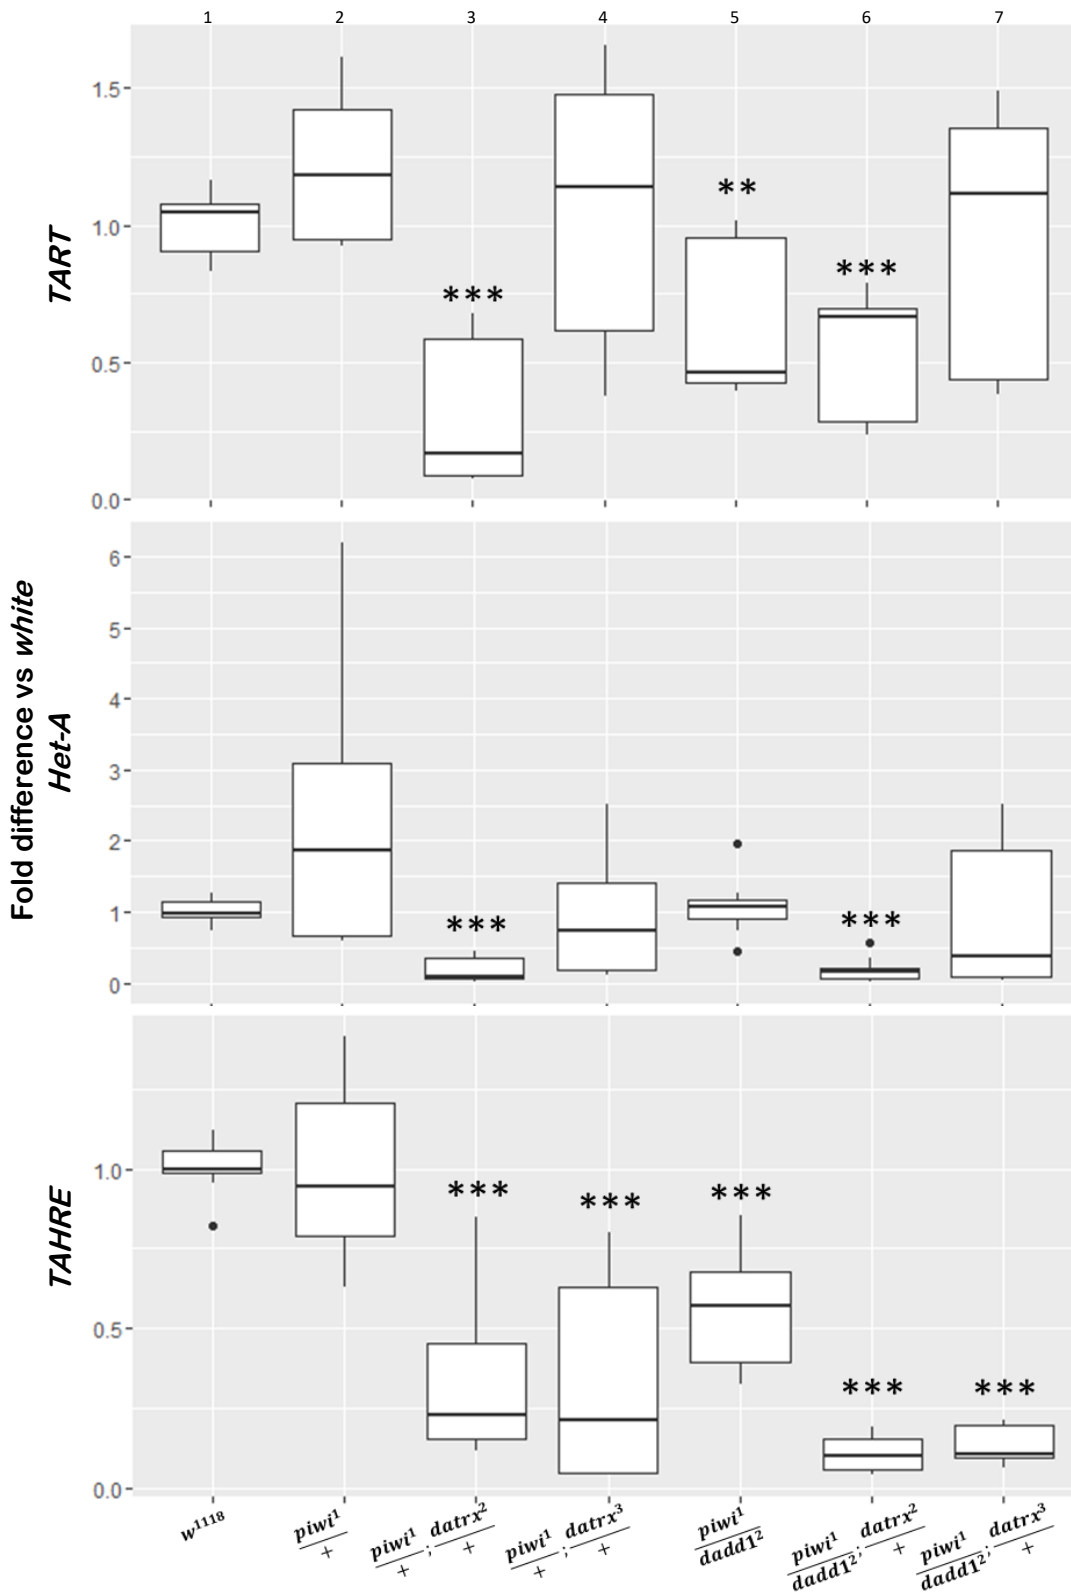 1 2 3 4 5 6 7
Fold difference vs white
TART
1.5
1.0
0.5
0.0
***
**
***
Het-A
6
5
4
3
2
1
0
***
***
TAHRE
1.0
0.5
0.0
***
***
***
***
***
w¹¹¹⁸
piwi¹/+
piwi¹/+ ; datrx²/+
piwi¹/+ ; datrx³/+
piwi¹/dadd1²
piwi¹/dadd1² ; datrx²/+
piwi¹/dadd1² ; datrx³/+